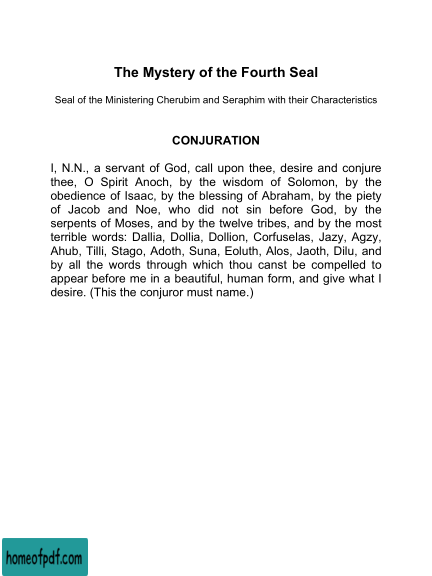 The Mystery of the Fourth Seal
Seal of the Ministering Cherubim and Seraphim with their Characteristics
CONJURATION
I, N.N., a servant of God, call upon thee, desire and conjure
thee, O Spirit Anoch, by the wisdom of Solomon, by the
obedience of Isaac, by the blessing of Abraham, by the piety
of Jacob and Noe, who did not sin before God, by the
serpents of Moses, and by the twelve tribes, and by the most
terrible words: Dallia, Dollia, Dollion, Corfuselas, Jazy, Agzy,
Ahub, Tilli, Stago, Adoth, Suna, Eoluth, Alos, Jaoth, Dilu, and
by all the words through which thou canst be compelled to
appear before me in a beautiful, human form, and give what I
desire. (This the conjuror must name.)
homeofpdf.com